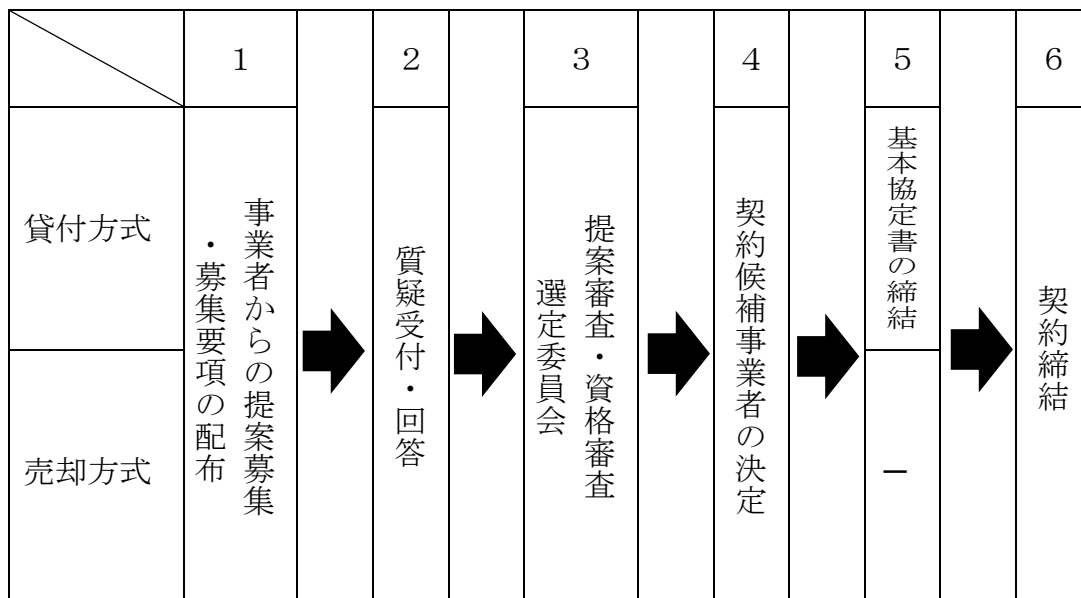 1
2
3
4
5
6
貸付方式
売却方式
事業者からの提案募集
・募集要項の配布
質疑受付・回答
提案審査・資格審査
選定委員会
契約候補事業者の決定
基本協定書の締結
－
契約締結